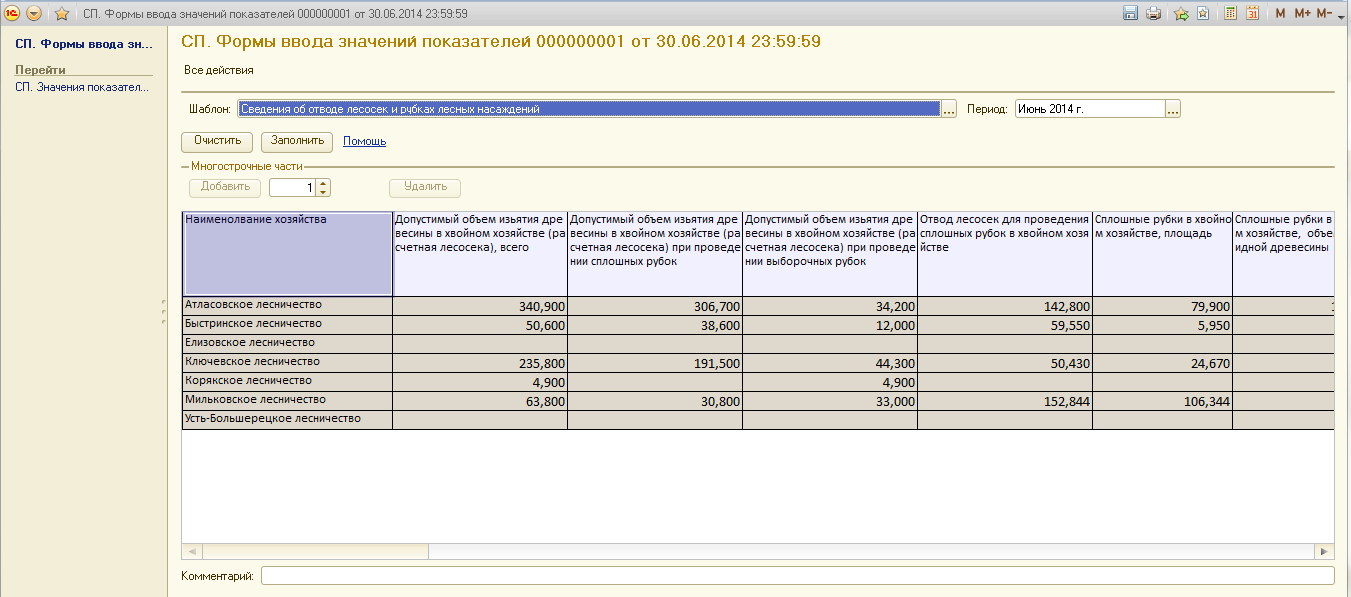 СП. Формы ввода значений показателей 000000001 от 30.06.2014 23:59:59
М М+ М-
СП. Формы ввода зн...
Перейти
СП. Значения показател...
СП. Формы ввода значений показателей 000000001 от 30.06.2014 23:59:59
Все действия
Шаблон: Сведения об отводе лесосек и рубках лесных насаждений ... Период: Июнь 2014 г. ...
Очистить Заполнить Помощь
Многострочные части
Добавить 1 Удалить
Наименолвание хозяйства
Допустимый объем изьятия дре
весины в хвойном хозяйстве (ра
счетная лесосека), всего
Допустимый объем изьятия дре
весины в хвойном хозяйстве (ра
счетная лесосека) при проведе
нии сплошных рубок
Допустимый объем изьятия дре
весины в хвойном хозяйстве (ра
счетная лесосека) при проведе
нии выборочных рубок
Отвод лесосек для проведения
сплошных рубок в хвойном хозя
йстве
Сплошные рубки в хвойно
м хозяйстве, площадь
Сплошные рубки в
м хозяйстве, объе
идной древесины
Атласовское лесничество 340,900 306,700 34,200 142,800 79,900
Быстринское лесничество 50,600 38,600 12,000 59,550 5,950
Елизовское лесничество
Ключевское лесничество 235,800 191,500 44,300 50,430 24,670
Корякское лесничество 4,900 4,900
Мильковское лесничество 63,800 30,800 33,000 152,844 106,344
Усть-Большерецкое лесничество
Комментарий: